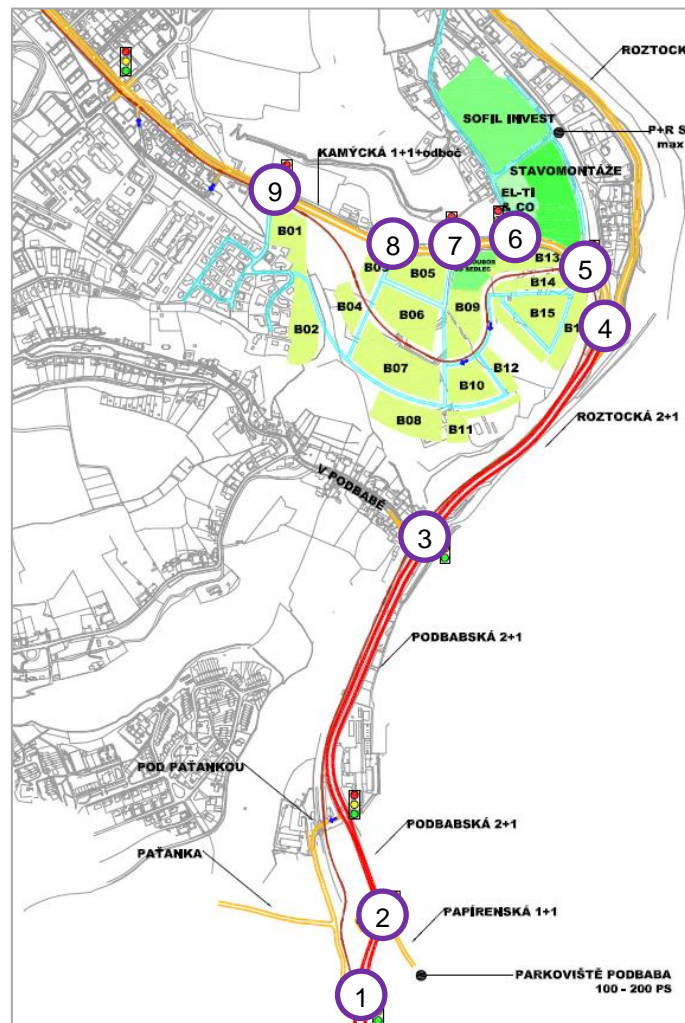 ROZTOCK
SOFIL INVEST
P+R S
max
KAMÝCKÁ 1+1+odboč
STAVOMONTÁŽE
EL-TI
& CO
9
B01
8
7
6
5
B05
SEDLEC
B13
B14
B04
B06
B09
B15
4
B02
B07
B12
B10
B08
B11
ROZTOCKÁ 2+1
V PODBABĚ
3
PODBABSKÁ 2+1
POD PAŤANKOU
PODBABSKÁ 2+1
PAŤANKA
2
PAPÍRENSKÁ 1+1
PARKOVIŠTĚ PODBABA
100 - 200 PS
1